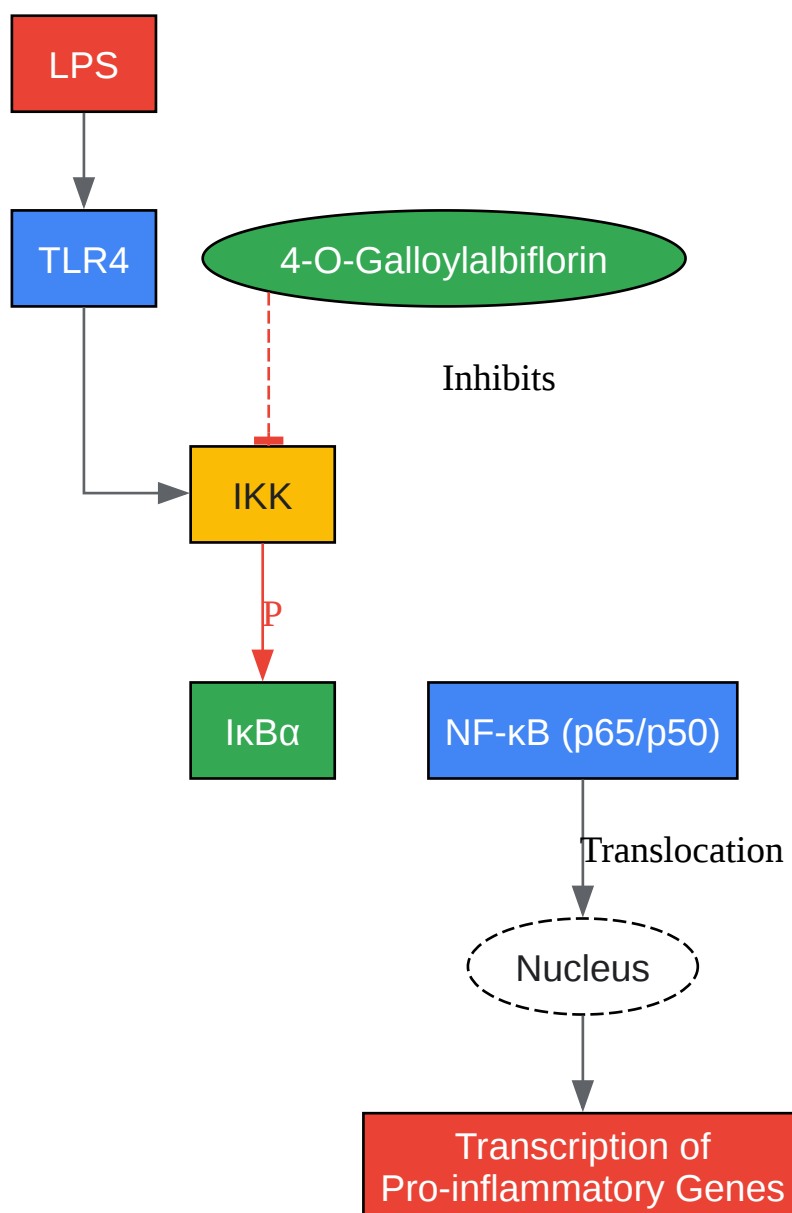 LPS
TLR4
4-O-Galloylalbiflorin
Inhibits
IKK
P
IκBα
NF-κB (p65/p50)
Translocation
Nucleus
Transcription of
Pro-inflammatory Genes